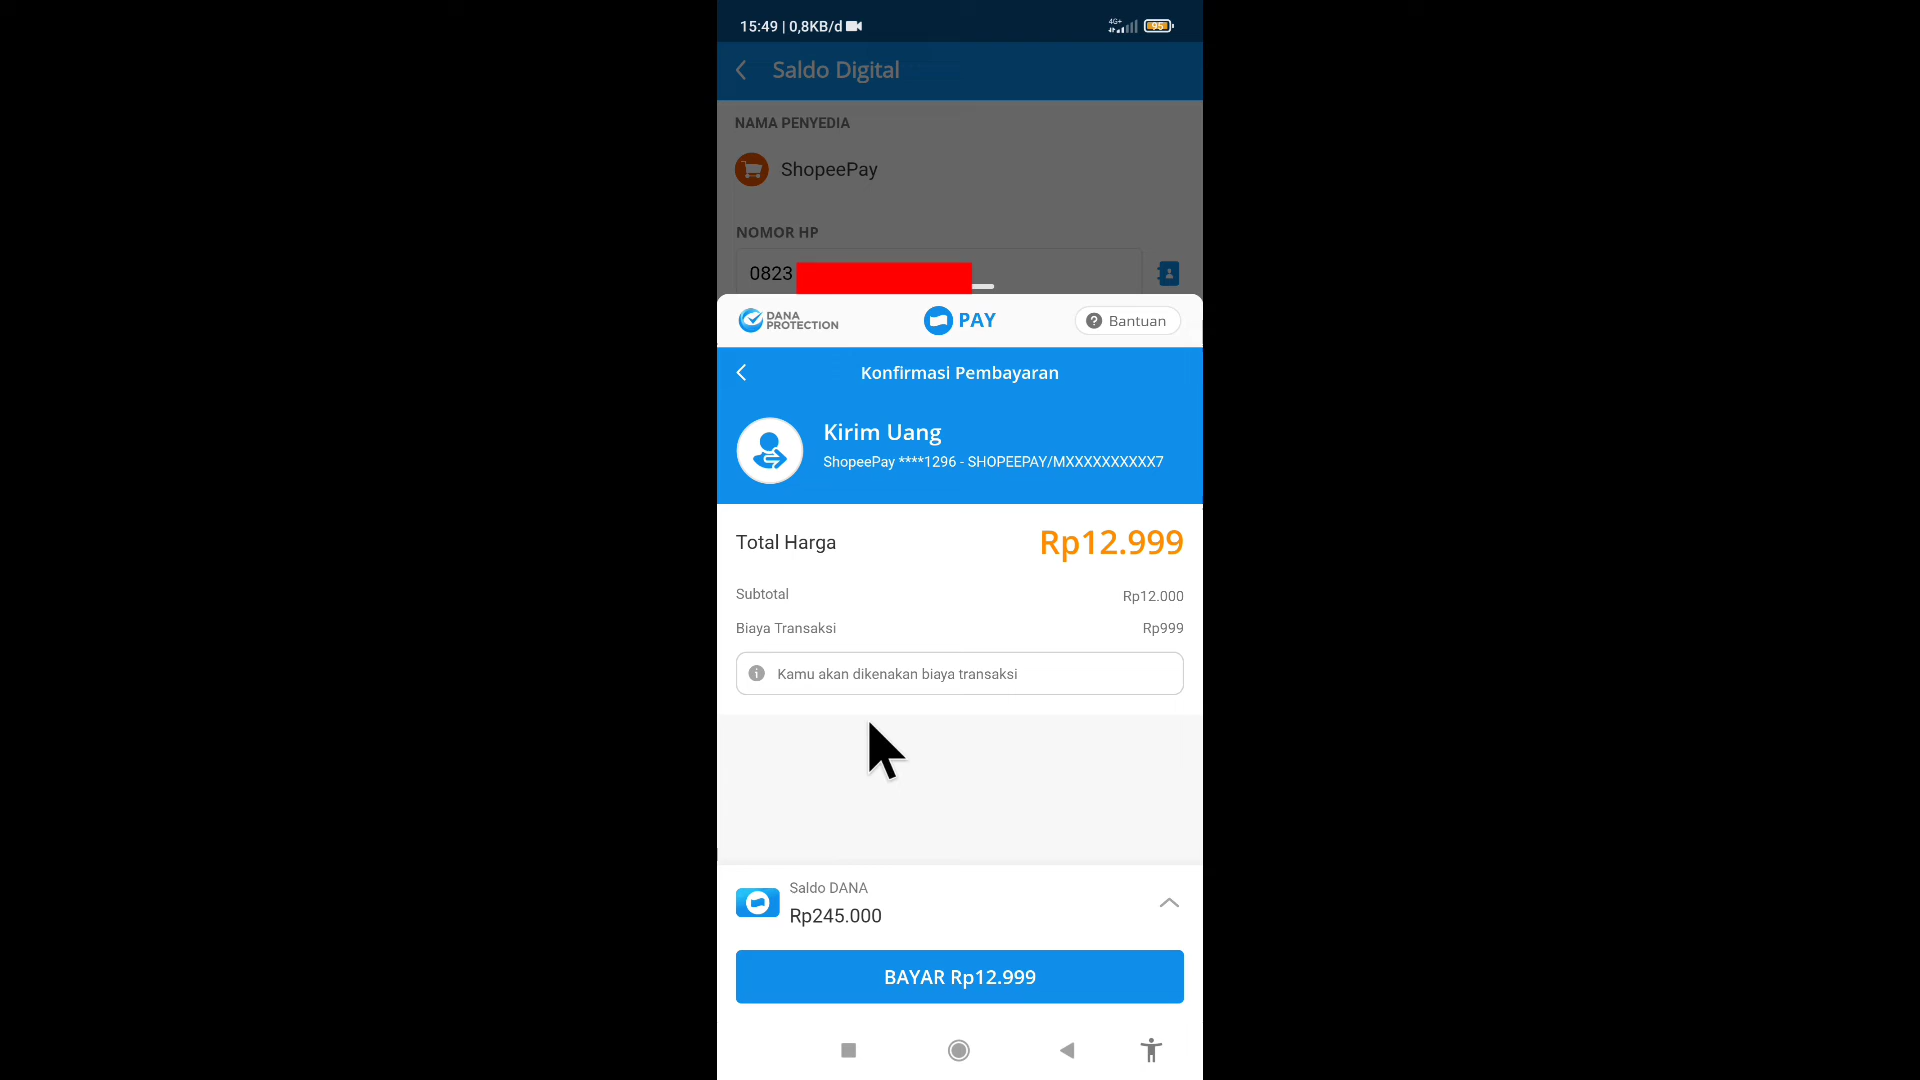 15:49 | 0,8KB/d
4G+
95
Saldo Digital
NAMA PENYEDIA
ShopeePay
NOMOR HP
0823
DANA PROTECTION
PAY
Bantuan
Konfirmasi Pembayaran
Kirim Uang
ShopeePay ****1296 - SHOPEEPAY/MXXXXXXXXXX7
Total Harga Rp12.999
Subtotal Rp12.000
Biaya Transaksi Rp999
Kamu akan dikenakan biaya transaksi
Saldo DANA
Rp245.000
BAYAR Rp12.999